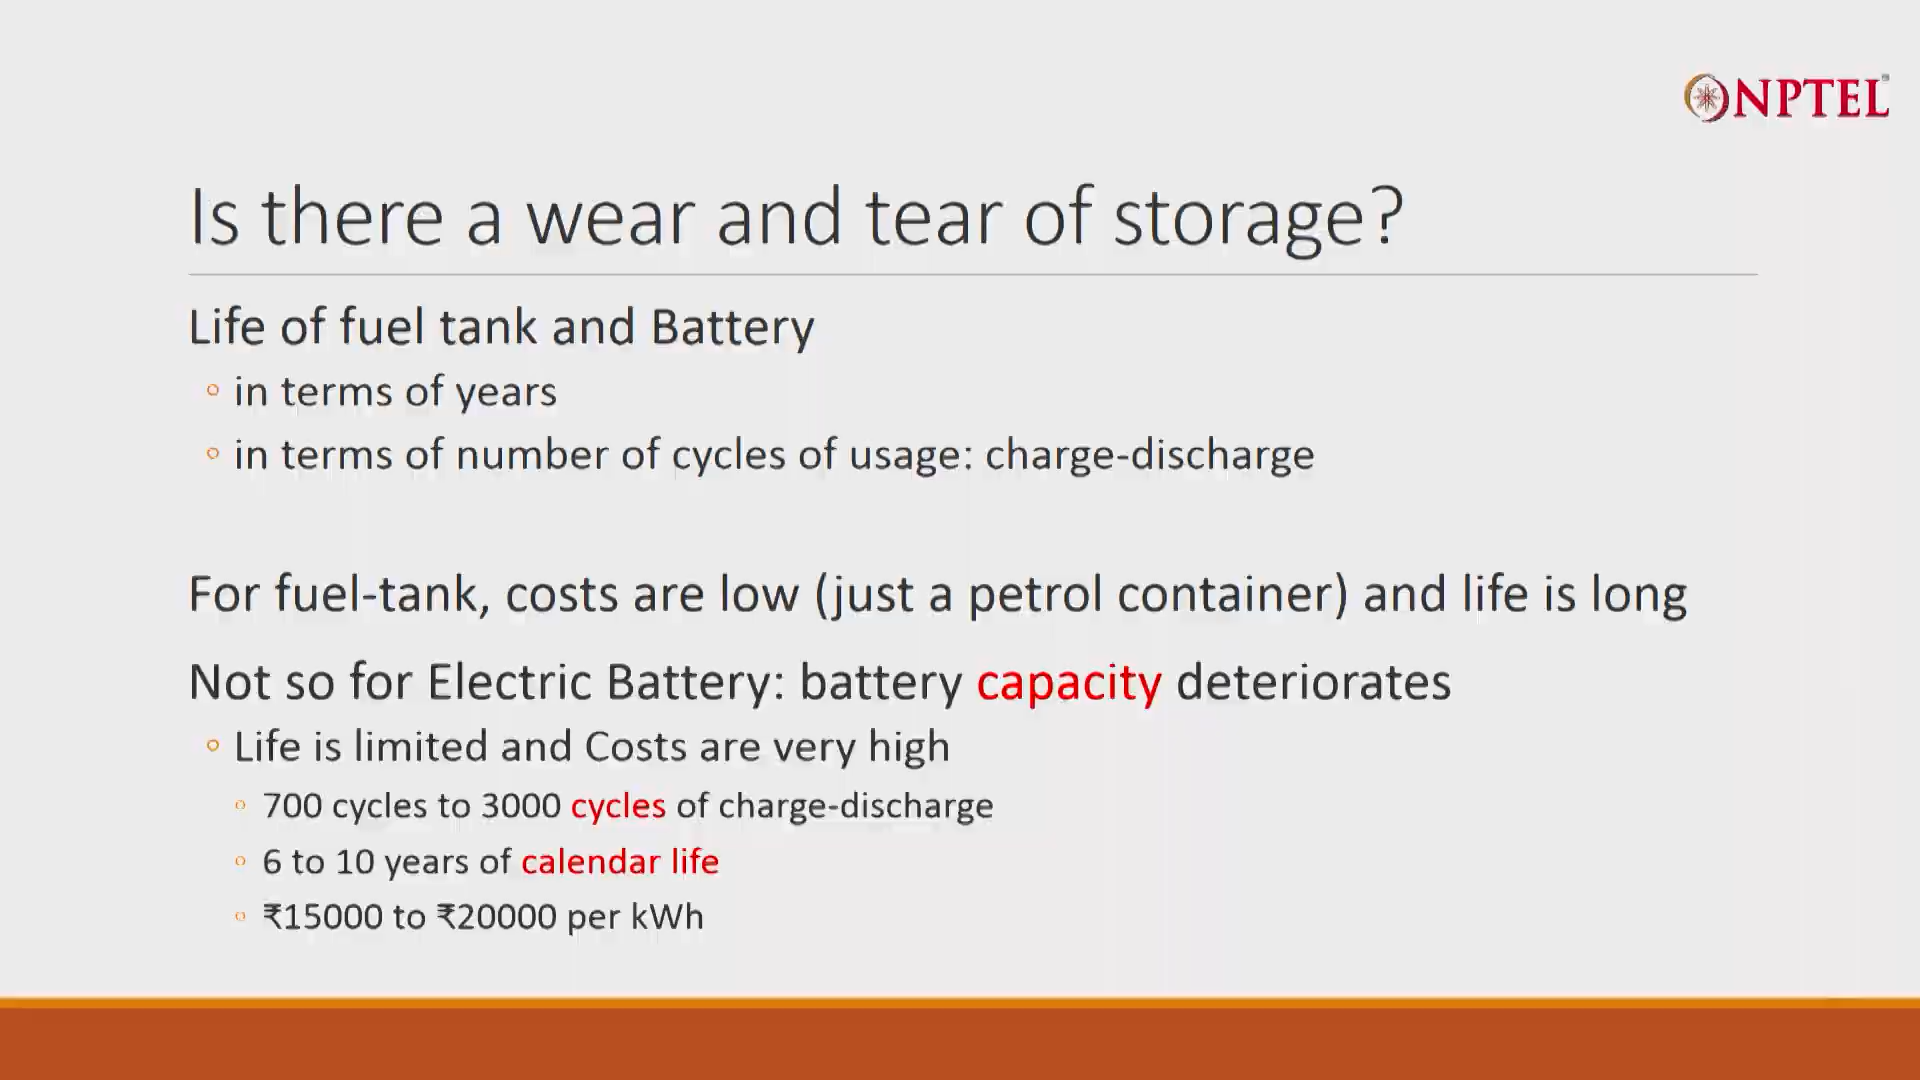 NPTEL
Is there a wear and tear of storage?
Life of fuel tank and Battery
◦ in terms of years
◦ in terms of number of cycles of usage: charge-discharge
For fuel-tank, costs are low (just a petrol container) and life is long
Not so for Electric Battery: battery capacity deteriorates
◦ Life is limited and Costs are very high
◦ 700 cycles to 3000 cycles of charge-discharge
◦ 6 to 10 years of calendar life
◦ ₹15000 to ₹20000 per kWh